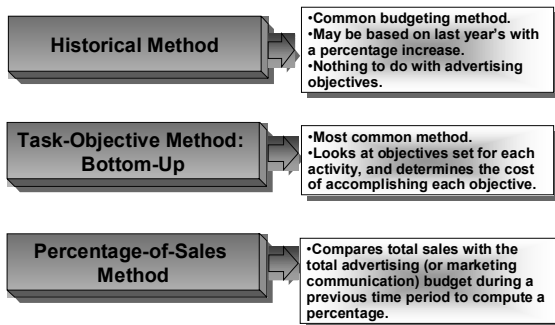 Historical Method
•Common budgeting method.
•May be based on last year's with
a percentage increase.
•Nothing to do with advertising
objectives.
Task-Objective Method:
Bottom-Up
•Most common method.
•Looks at objectives set for each
activity, and determines the cost
of accomplishing each objective.
Percentage-of-Sales
Method
•Compares total sales with the
total advertising (or marketing
communication) budget during a
previous time period to compute a
percentage.